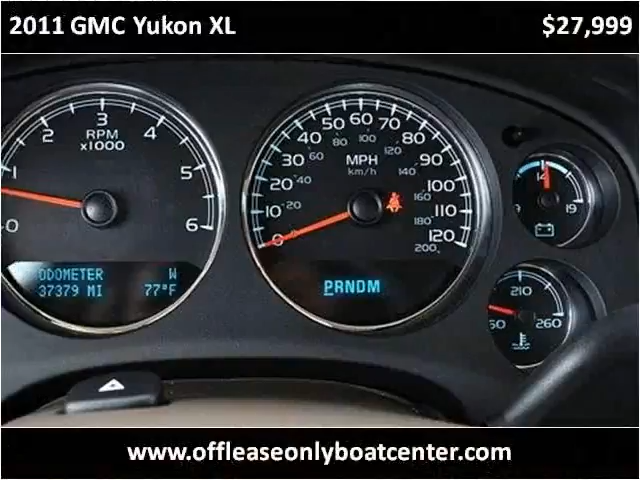 2011 GMC Yukon XL $27,999
0 1 2 3 4 5 6
RPM
x1000
ODOMETER W
37379 MI 77°F
0 10 20 30 40 50 60 70 80 90 100 110 120
20 40 60 80 100 120 140 160 180 200
MPH
km/h
PRNDM
9 14 19
210
260
www.offleaseonlyboatcenter.com